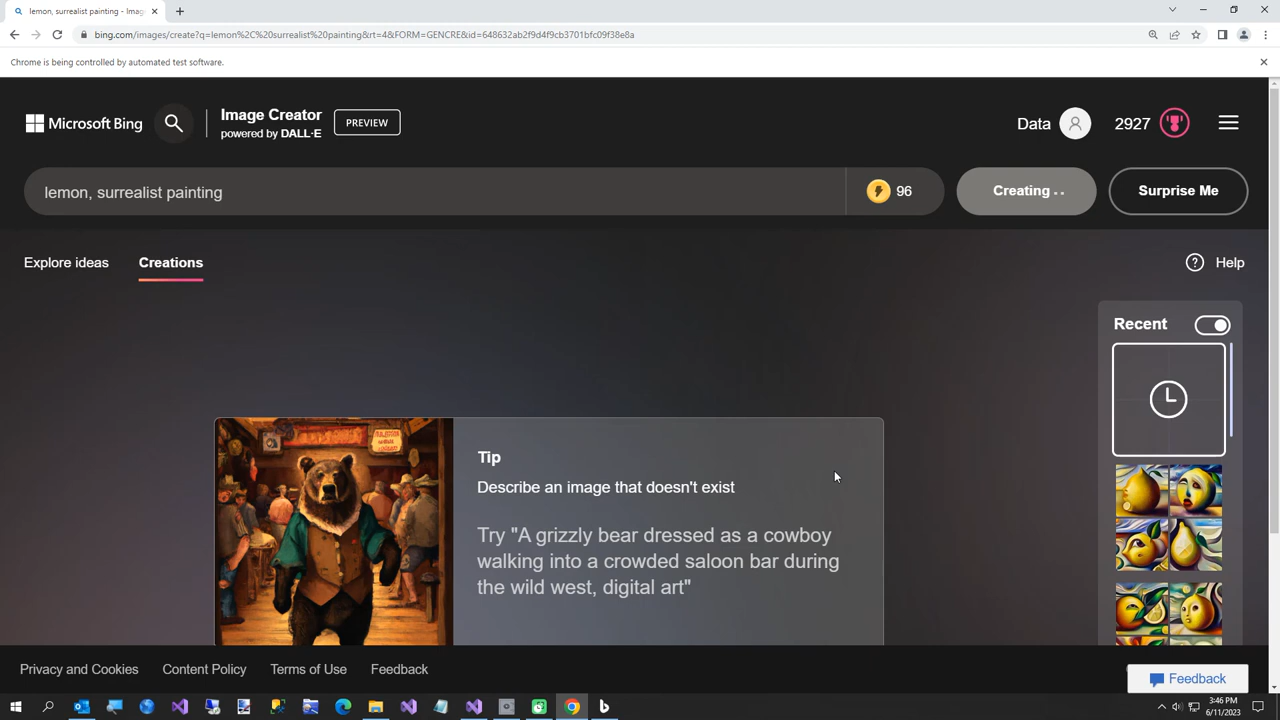 lemon, surrealist painting - Imag
bing.com/images/create?q=lemon%2C%20surrealist%20painting&rt=4&FORM=GENCRE&id=648632ab2f9d4f9cb3701bfc09f38e8a
Chrome is being controlled by automated test software.
Microsoft Bing
Image Creator
powered by DALL·E
PREVIEW
Data
2927
lemon, surrealist painting
96
Creating . .
Surprise Me
Explore ideas
Creations
Help
Recent
Tip
Describe an image that doesn't exist
Try "A grizzly bear dressed as a cowboy
walking into a crowded saloon bar during
the wild west, digital art"
Privacy and Cookies
Content Policy
Terms of Use
Feedback
Feedback
3:46 PM
6/11/2023